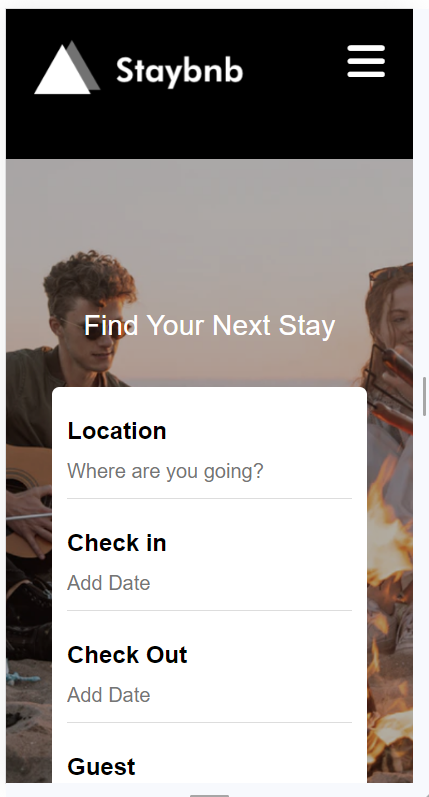 Staybnb
Find Your Next Stay
Location
Where are you going?
Check in
Add Date
Check Out
Add Date
Guest